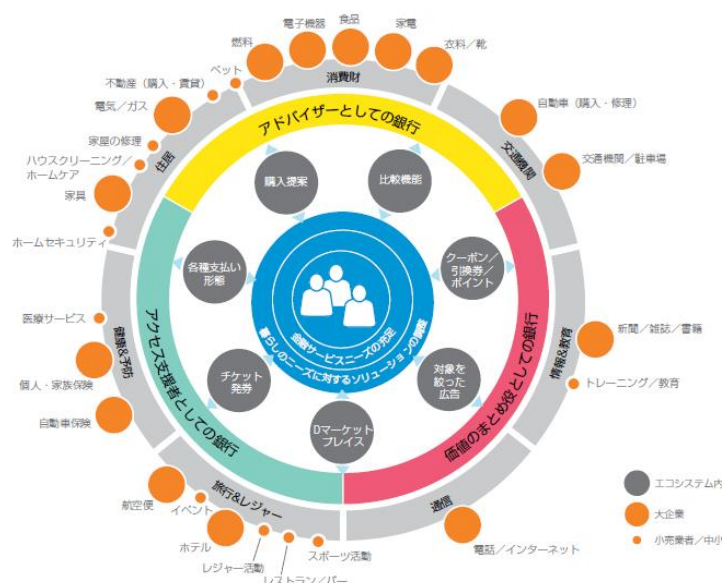 燃料
電子機器
食品
家電
衣料／靴
ペット
不動産（購入・賃貸）
電気／ガス
家屋の修理
ハウスクリーニング／
ホームケア
家具
ホームセキュリティ
消費財
住居
アドバイザーとしての銀行
交通機関
自動車（購入・修理）
交通機関／駐車場
購入提案
比較機能
各種支払い
形態
クーポン／
引換券／
ポイント
金融サービスニーズの充足
暮らしのニーズに対するソリューションの調整
チケット
発券
対象を
絞った
広告
Dマーケット
プレイス
アクセス支援者としての銀行
価値のまとめ役としての銀行
医療サービス
個人・家族保険
自動車保険
健康&予防
情報&教育
新聞／雑誌／書籍
トレーニング／教育
旅行&レジャー
通信
航空便
イベント
ホテル
レジャー活動
レストラン／バー
スポーツ活動
電話／インターネット
エコシステム内
大企業
小売業者／中小